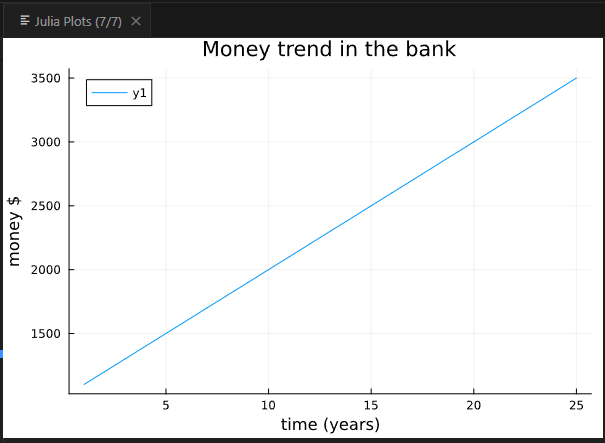 Julia Plots (7/7)
Money trend in the bank
y1
money $
3500
3000
2500
2000
1500
5 10 15 20 25
time (years)